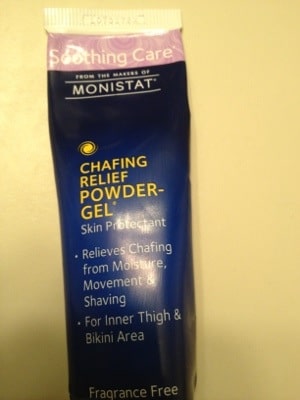 Soothing Care®
FROM THE MAKERS OF
MONISTAT®
CHAFING
RELIEF
POWDER-
GEL®
Skin Protectant
• Relieves Chafing
from Moisture,
Movement &
Shaving
• For Inner Thigh &
Bikini Area
Fragrance Free